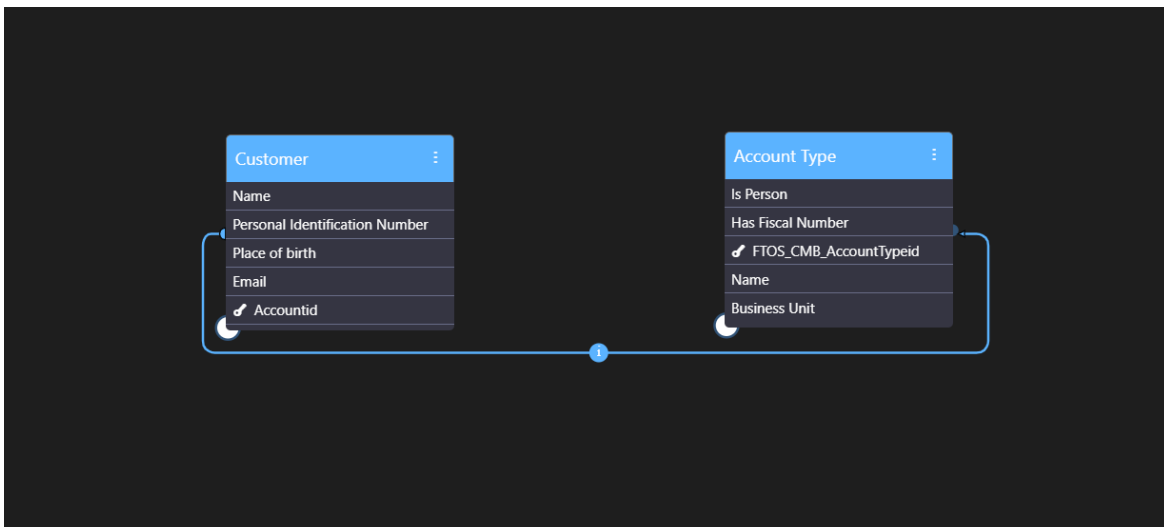 Customer
Name
Personal Identification Number
Place of birth
Email
Accountid
Account Type
Is Person
Has Fiscal Number
FTOS_CMB_AccountTypeid
Name
Business Unit
i